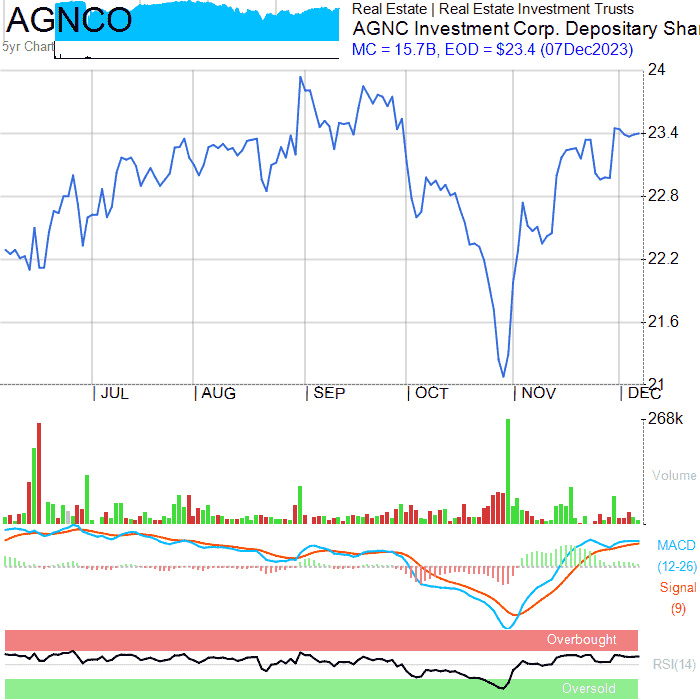 AGNCO
5yr Chart
Real Estate | Real Estate Investment Trusts
AGNC Investment Corp. Depositary Shar
MC = 15.7B, EOD = $23.4 (07Dec2023)
24
23.4
22.8
22.2
21.6
21
| JUL | AUG | SEP | OCT | NOV | DEC
268k
Volume
MACD
(12-26)
Signal
(9)
Overbought
RSI(14)
Oversold